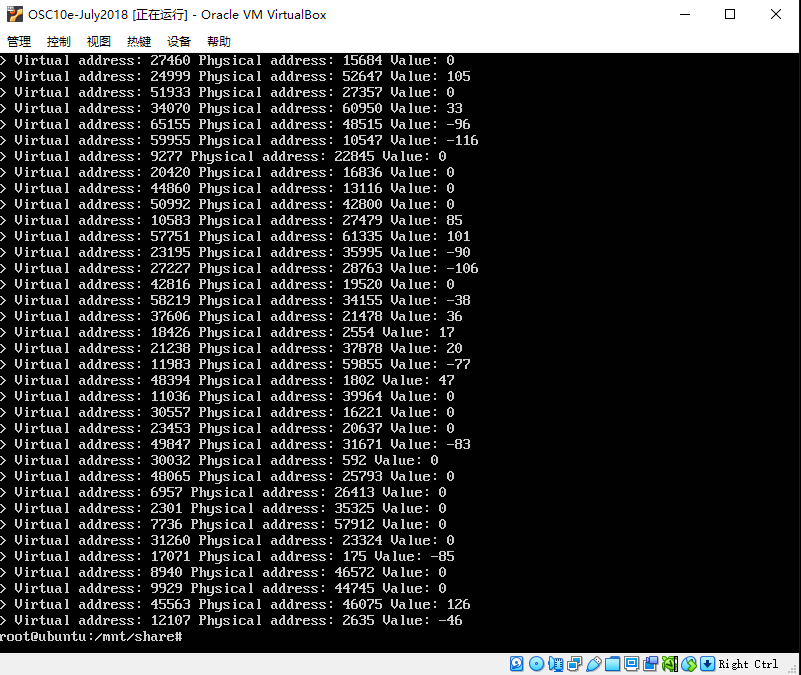 OSC10e-July2018 [正在运行] - Oracle VM VirtualBox
管理 控制 视图 热键 设备 帮助
> Virtual address: 27460 Physical address: 15684 Value: 0
> Virtual address: 24999 Physical address: 52647 Value: 105
> Virtual address: 51933 Physical address: 27357 Value: 0
> Virtual address: 34070 Physical address: 60950 Value: 33
> Virtual address: 65155 Physical address: 48515 Value: -96
> Virtual address: 59955 Physical address: 10547 Value: -116
> Virtual address: 9277 Physical address: 22845 Value: 0
> Virtual address: 20420 Physical address: 16836 Value: 0
> Virtual address: 44860 Physical address: 13116 Value: 0
> Virtual address: 50992 Physical address: 42800 Value: 0
> Virtual address: 10583 Physical address: 27479 Value: 85
> Virtual address: 57751 Physical address: 61335 Value: 101
> Virtual address: 23195 Physical address: 35995 Value: -90
> Virtual address: 27227 Physical address: 28763 Value: -106
> Virtual address: 42816 Physical address: 19520 Value: 0
> Virtual address: 58219 Physical address: 34155 Value: -38
> Virtual address: 37606 Physical address: 21478 Value: 36
> Virtual address: 18426 Physical address: 2554 Value: 17
> Virtual address: 21238 Physical address: 37878 Value: 20
> Virtual address: 11983 Physical address: 59855 Value: -77
> Virtual address: 48394 Physical address: 1802 Value: 47
> Virtual address: 11036 Physical address: 39964 Value: 0
> Virtual address: 30557 Physical address: 16221 Value: 0
> Virtual address: 23453 Physical address: 20637 Value: 0
> Virtual address: 49847 Physical address: 31671 Value: -83
> Virtual address: 30032 Physical address: 592 Value: 0
> Virtual address: 48065 Physical address: 25793 Value: 0
> Virtual address: 6957 Physical address: 26413 Value: 0
> Virtual address: 2301 Physical address: 35325 Value: 0
> Virtual address: 7736 Physical address: 57912 Value: 0
> Virtual address: 31260 Physical address: 23324 Value: 0
> Virtual address: 17071 Physical address: 175 Value: -85
> Virtual address: 8940 Physical address: 46572 Value: 0
> Virtual address: 9929 Physical address: 44745 Value: 0
> Virtual address: 45563 Physical address: 46075 Value: 126
> Virtual address: 12107 Physical address: 2635 Value: -46
root@ubuntu:/mnt/share#
Right Ctrl